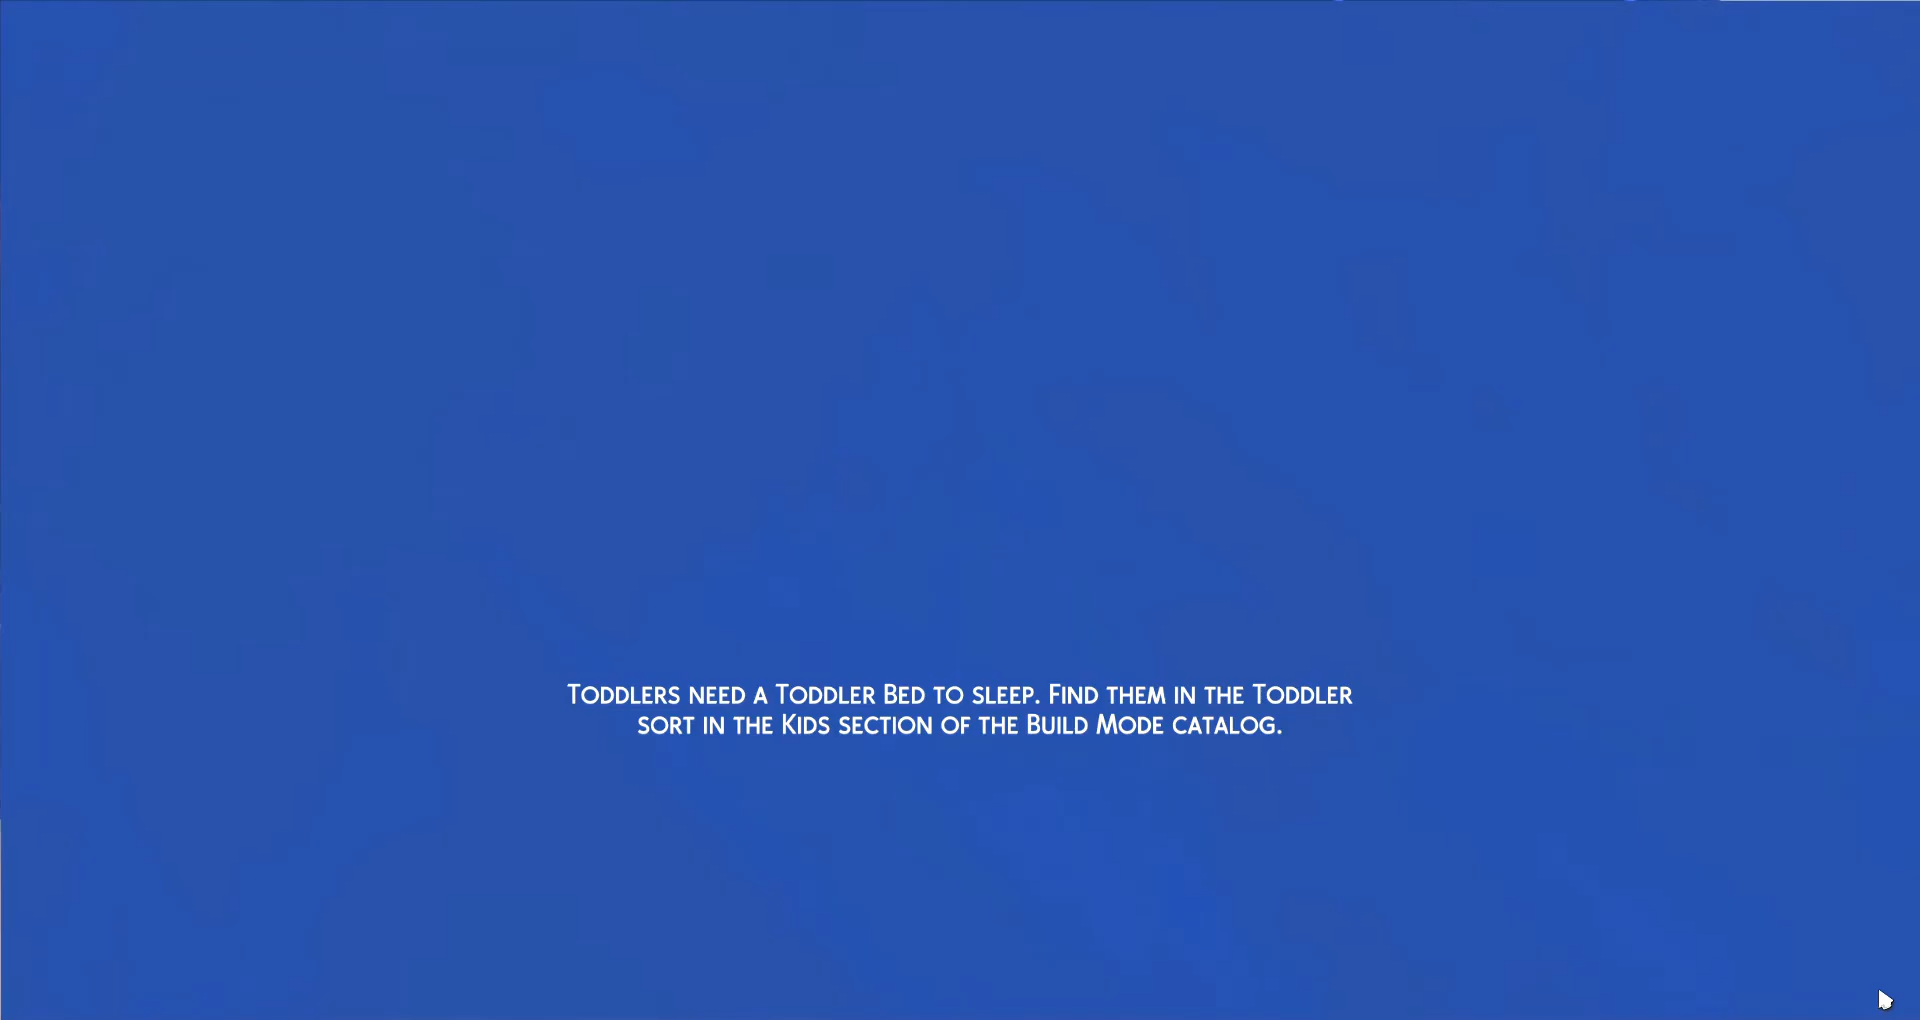 Toddlers need a Toddler Bed to sleep. Find them in the Toddler
sort in the Kids section of the Build Mode catalog.